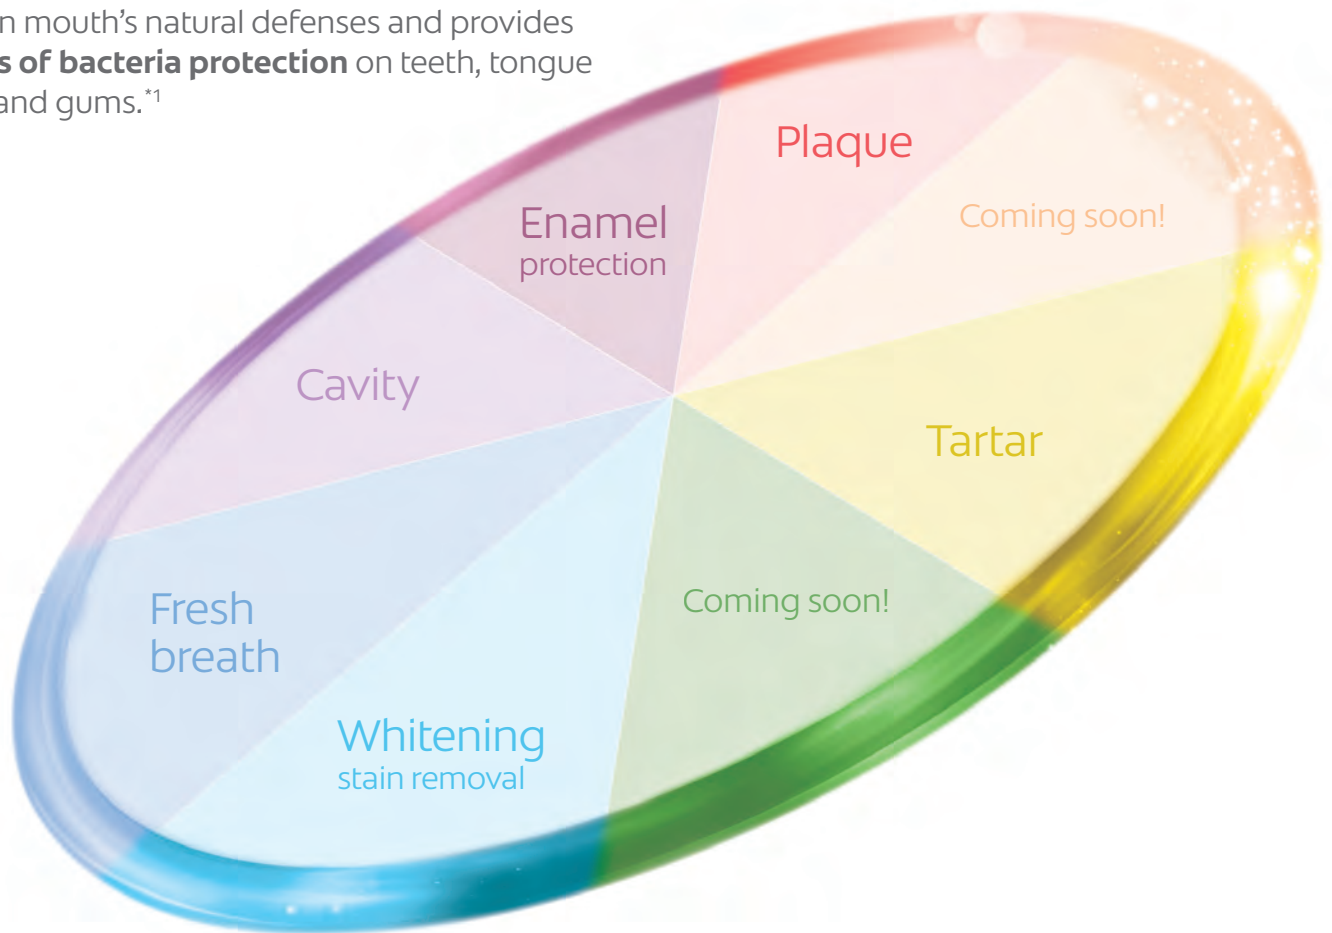 n mouth's natural defenses and provides
s of bacteria protection on teeth, tongue
and gums.*1
Plaque
Enamel
protection
Coming soon!
Cavity
Tartar
Fresh
breath
Coming soon!
Whitening
stain removal